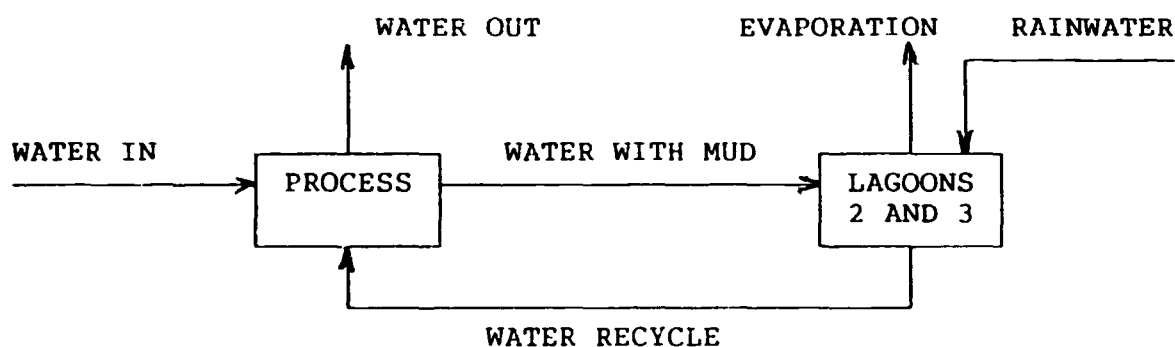 WATER OUT
EVAPORATION
RAINWATER
WATER IN
PROCESS
WATER WITH MUD
LAGOONS
2 AND 3
WATER RECYCLE